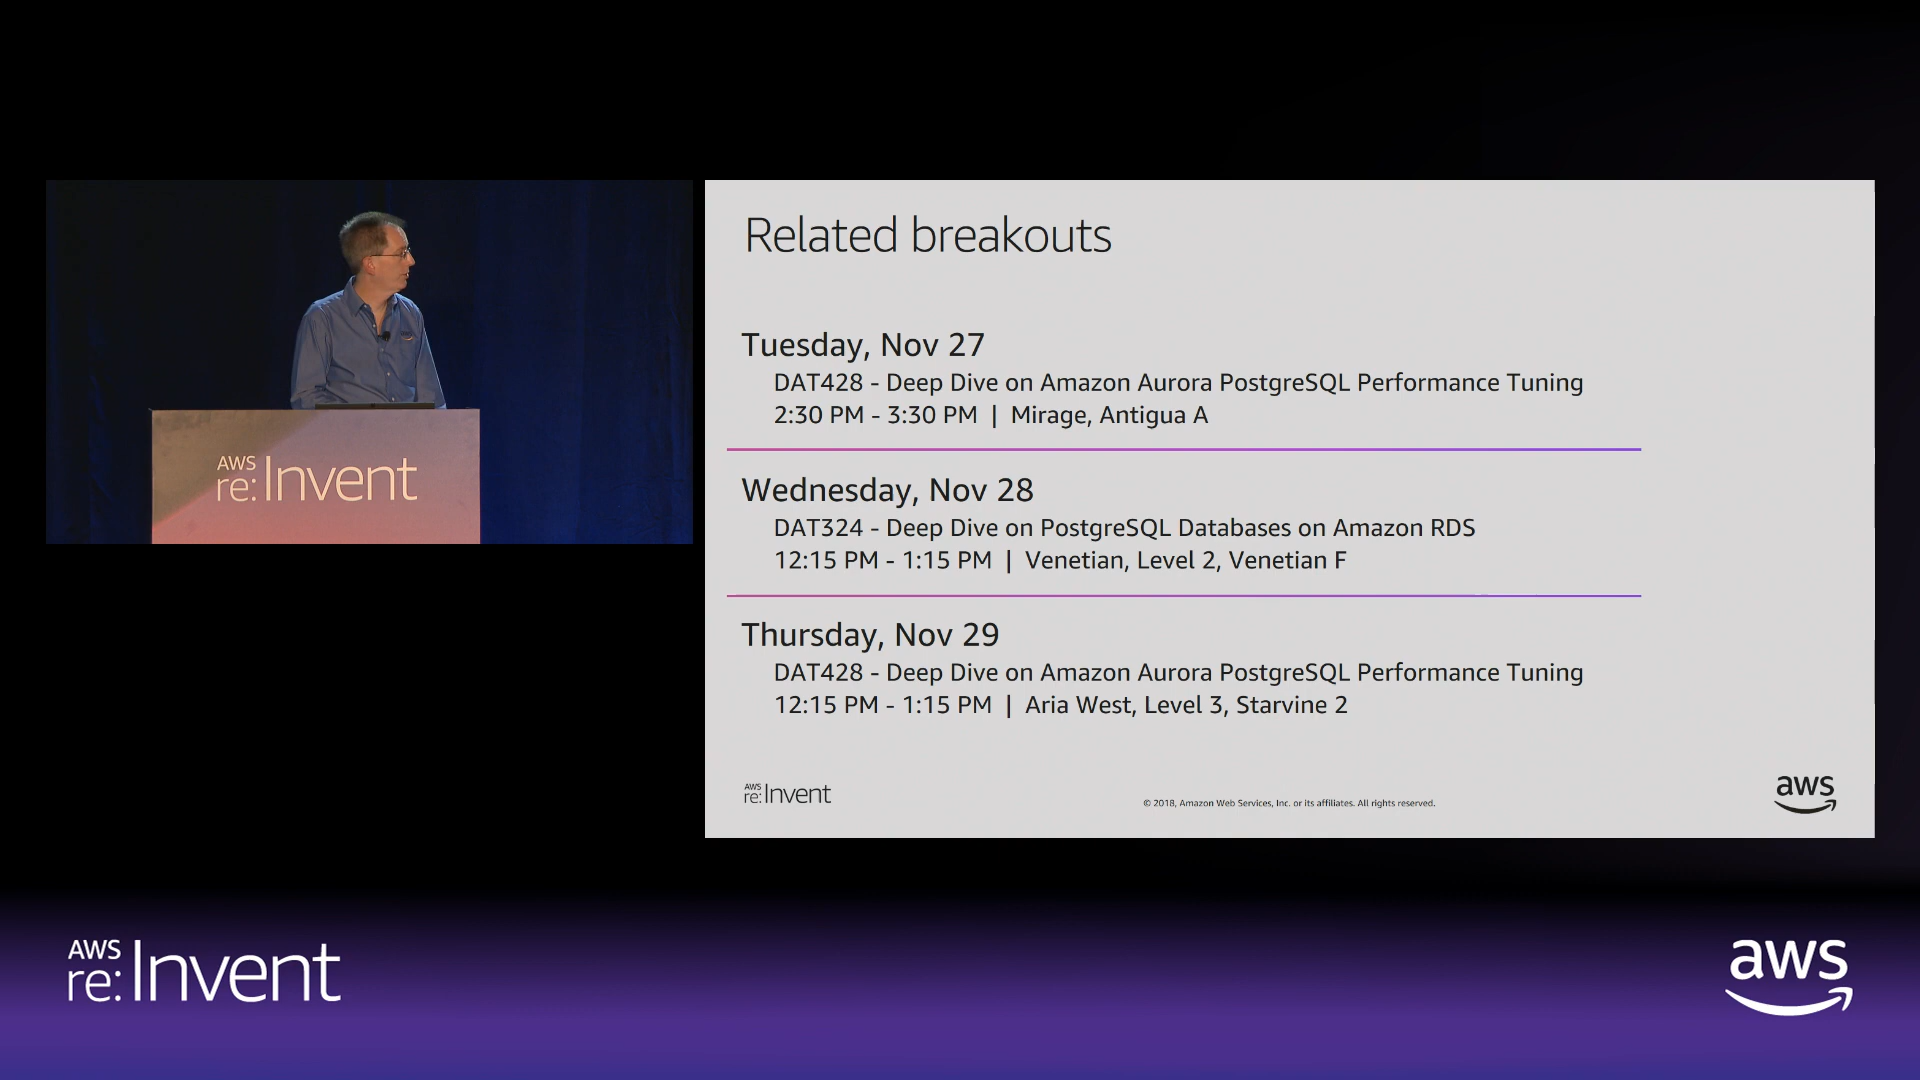 Related breakouts
Tuesday, Nov 27
DAT428 - Deep Dive on Amazon Aurora PostgreSQL Performance Tuning
2:30 PM - 3:30 PM | Mirage, Antigua A
Wednesday, Nov 28
DAT324 - Deep Dive on PostgreSQL Databases on Amazon RDS
12:15 PM - 1:15 PM | Venetian, Level 2, Venetian F
Thursday, Nov 29
DAT428 - Deep Dive on Amazon Aurora PostgreSQL Performance Tuning
12:15 PM - 1:15 PM | Aria West, Level 3, Starvine 2
AWS
re:Invent
© 2018, Amazon Web Services, Inc. or its affiliates. All rights reserved.
aws
AWS
re:Invent
AWS
re:Invent
aws